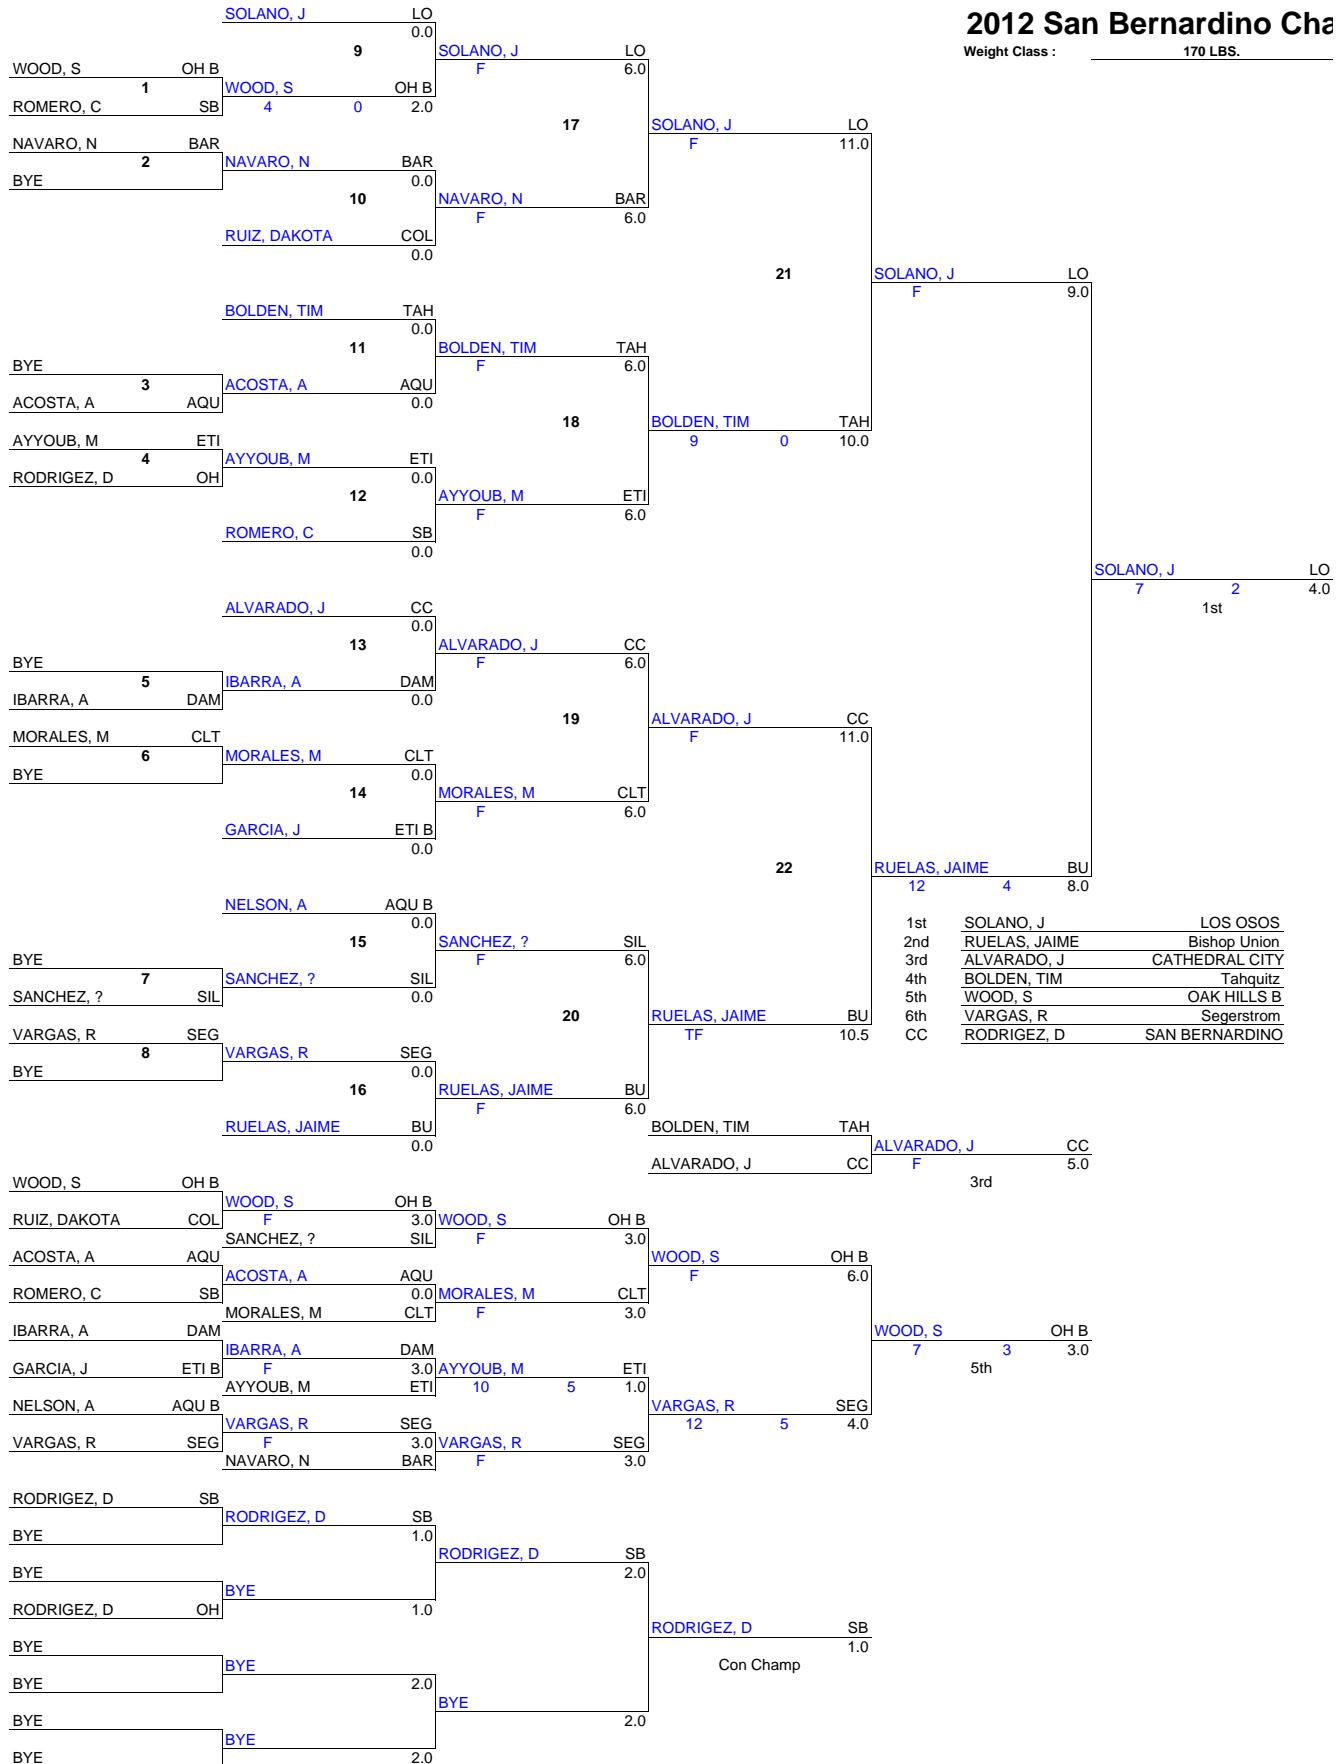 SOLANO, J LO
2012 San Bernardino Cha
0.0
9 SOLANO, J LO
Weight Class : 170 LBS.
WOOD, S OH B F 6.0
1 WOOD, S OH B
ROMERO, C SB 4 0 2.0
17 SOLANO, J LO
NAVARO, N BAR F 11.0
2 NAVARO, N BAR
BYE 0.0
10 NAVARO, N BAR
F 6.0
RUIZ, DAKOTA COL
0.0
21 SOLANO, J LO
F 9.0
BOLDEN, TIM TAH
0.0
11 BOLDEN, TIM TAH
BYE F 6.0
3 ACOSTA, A AQU
ACOSTA, A AQU 0.0
18 BOLDEN, TIM TAH
AYYOUB, M ETI 9 0 10.0
4 AYYOUB, M ETI
RODRIGEZ, D OH 0.0
12 AYYOUB, M ETI
F 6.0
ROMERO, C SB
0.0
SOLANO, J LO
7 2 4.0
1st
ALVARADO, J CC
0.0
13 ALVARADO, J CC
BYE F 6.0
5 IBARRA, A DAM
IBARRA, A DAM 0.0
19 ALVARADO, J CC
MORALES, M CLT F 11.0
6 MORALES, M CLT
BYE 0.0
14 MORALES, M CLT
F 6.0
GARCIA, J ETI B
0.0
22 RUELAS, JAIME BU
12 4 8.0
NELSON, A AQU B
0.0
1st SOLANO, J LOS OSOS
15 SANCHEZ, ? SIL
2nd RUELAS, JAIME Bishop Union
BYE F 6.0
3rd ALVARADO, J CATHEDRAL CITY
7 SANCHEZ, ? SIL
4th BOLDEN, TIM Tahquitz
SANCHEZ, ? SIL 0.0
5th WOOD, S OAK HILLS B
20 RUELAS, JAIME BU
6th VARGAS, R Segerstrom
VARGAS, R SEG TF 10.5
CC RODRIGEZ, D SAN BERNARDINO
8 VARGAS, R SEG
BYE 0.0
16 RUELAS, JAIME BU
F 6.0
RUELAS, JAIME BU
0.0
BOLDEN, TIM TAH
ALVARADO, J CC
ALVARADO, J CC F 5.0
3rd
WOOD, S OH B
WOOD, S OH B
RUIZ, DAKOTA COL F 3.0 WOOD, S OH B
SANCHEZ, ? SIL F 3.0
ACOSTA, A AQU WOOD, S OH B
ACOSTA, A AQU F 6.0
ROMERO, C SB 0.0 MORALES, M CLT
MORALES, M CLT F 3.0
IBARRA, A DAM WOOD, S OH B
IBARRA, A DAM 7 3 3.0
GARCIA, J ETI B F 3.0 AYYOUB, M ETI
5th
AYYOUB, M ETI 10 5 1.0
NELSON, A AQU B VARGAS, R SEG
VARGAS, R SEG 12 5 4.0
VARGAS, R SEG F 3.0 VARGAS, R SEG
NAVARO, N BAR F 3.0
RODRIGEZ, D SB
RODRIGEZ, D SB
BYE 1.0
RODRIGEZ, D SB
BYE 2.0
BYE
RODRIGEZ, D OH 1.0
RODRIGEZ, D SB
BYE 1.0
BYE Con Champ
BYE 2.0
BYE
BYE 2.0
BYE
BYE 2.0